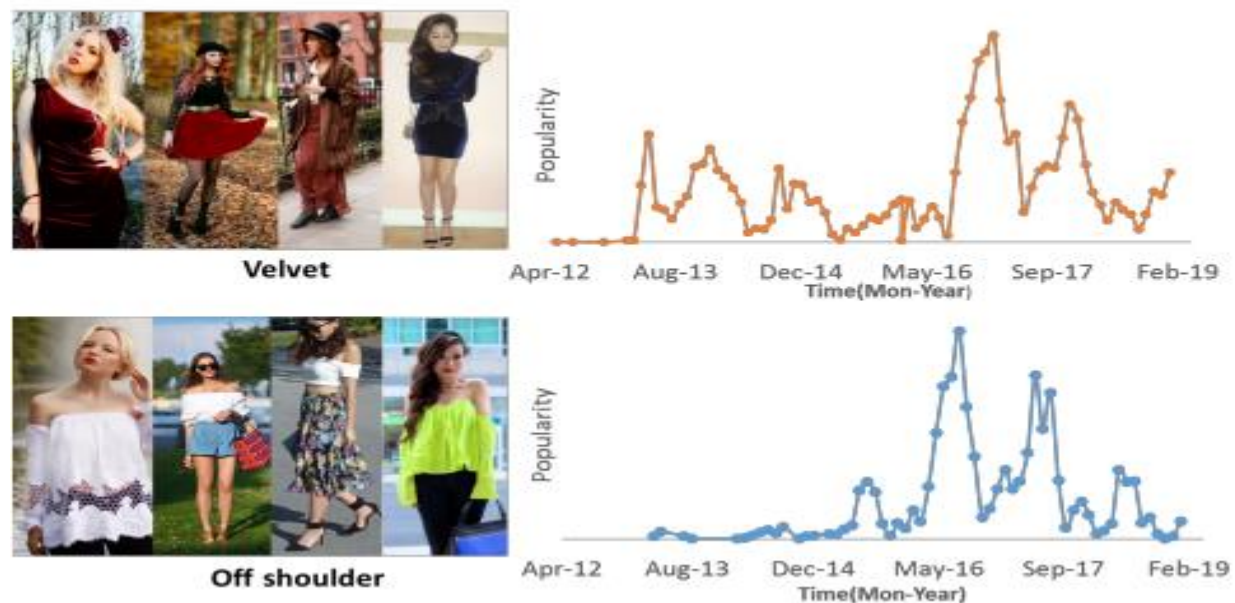 Popularity
Apr-12 Aug-13 Dec-14 May-16 Sep-17 Feb-19
Time(Mon-Year)
Velvet
Popularity
Apr-12 Aug-13 Dec-14 May-16 Sep-17 Feb-19
Time(Mon-Year)
Off shoulder